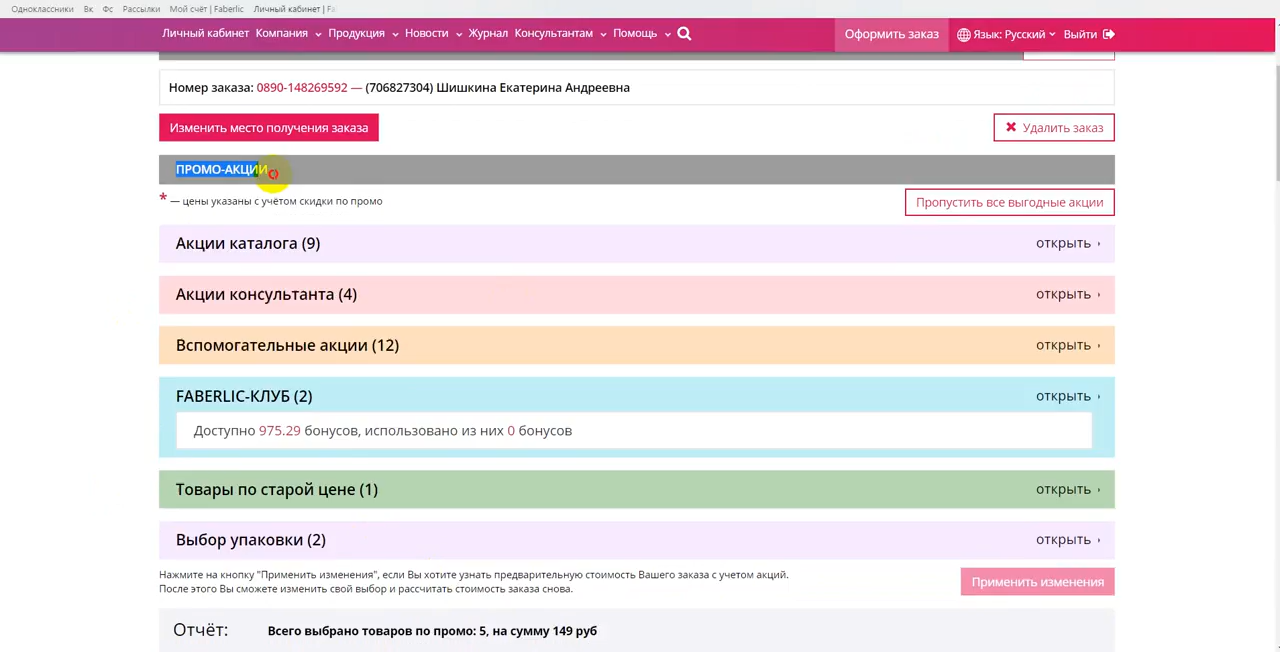 Одноклассники Вк Фс Рассылки Мой счёт | Faberlic Личный кабинет | Fa
Личный кабинет Компания Продукция Новости Журнал Консультантам Помощь Оформить заказ Язык: Русский Выйти
Номер заказа: 0890-148269592 — (706827304) Шишкина Екатерина Андреевна
Изменить место получения заказа ✖ Удалить заказ
ПРОМО-АКЦИИ
* — цены указаны с учётом скидки по промо Пропустить все выгодные акции
Акции каталога (9) открыть
Акции консультанта (4) открыть
Вспомогательные акции (12) открыть
FABERLIC-КЛУБ (2) открыть
Доступно 975.29 бонусов, использовано из них 0 бонусов
Товары по старой цене (1) открыть
Выбор упаковки (2) открыть
Нажмите на кнопку "Применить изменения", если Вы хотите узнать предварительную стоимость Вашего заказа с учетом акций.
После этого Вы сможете изменить свой выбор и рассчитать стоимость заказа снова.
Применить изменения
Отчёт: Всего выбрано товаров по промо: 5, на сумму 149 руб